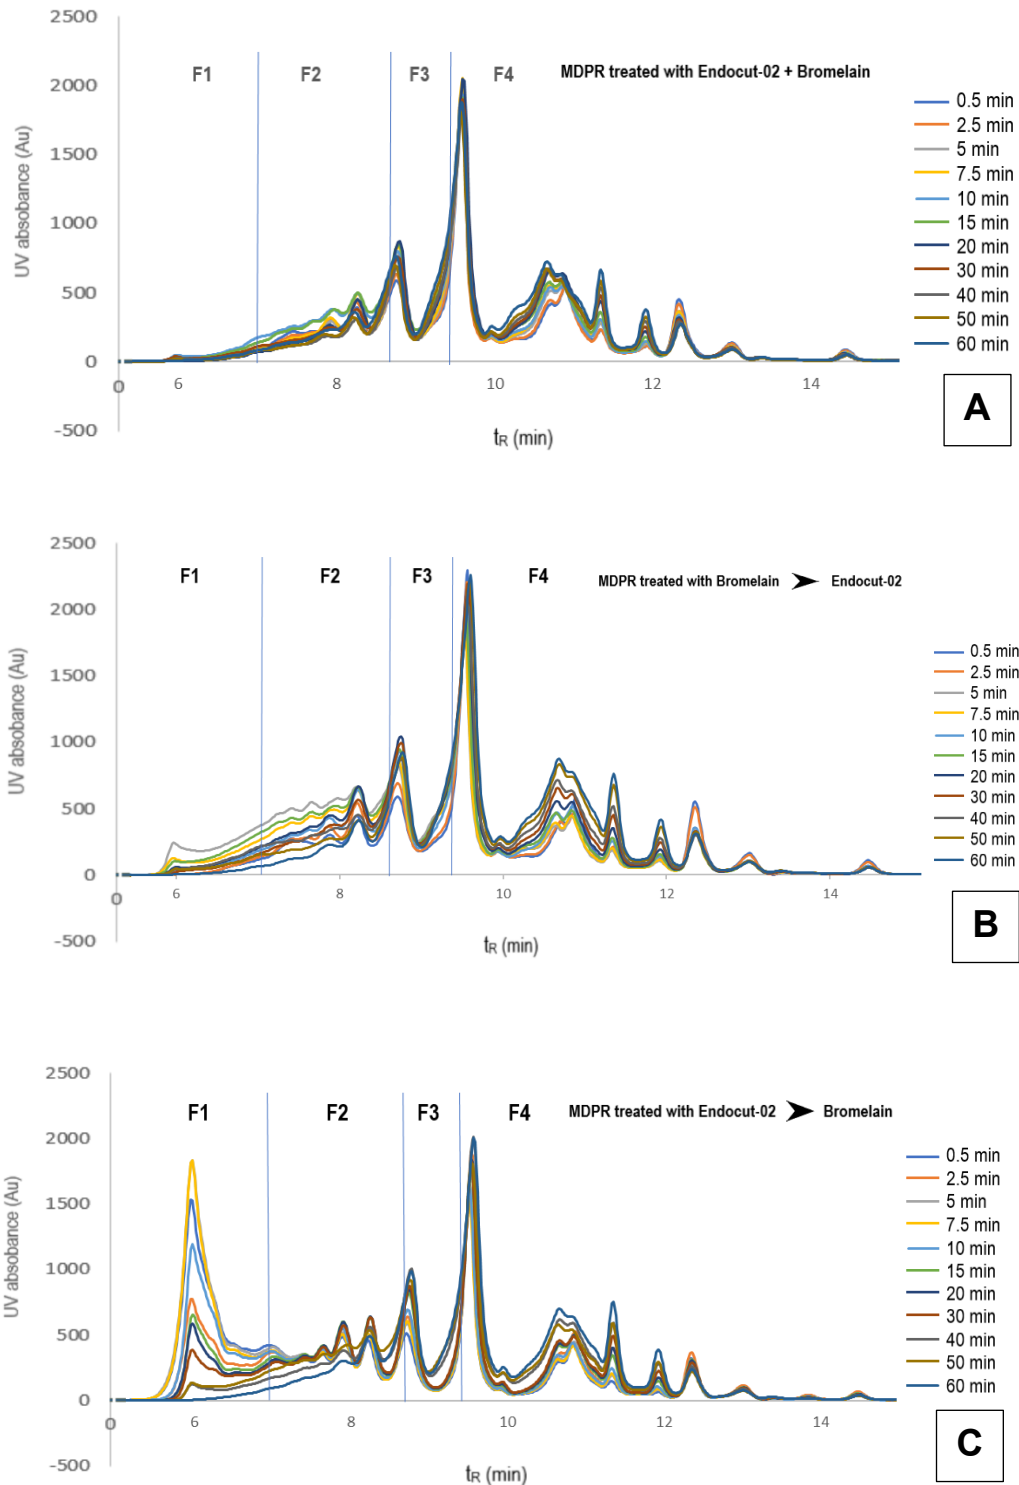 2500
F1 F2 F3 F4 MDPR treated with Endocut-02 + Bromelain
2000
1500
1000
500
0
-500
UV absobance (Au)
0 6 8 10 12 14
tR (min)
0.5 min
2.5 min
5 min
7.5 min
10 min
15 min
20 min
30 min
40 min
50 min
60 min
A
2500
F1 F2 F3 F4 MDPR treated with Bromelain ➤ Endocut-02
2000
1500
1000
500
0
-500
UV absobance (Au)
0 6 8 10 12 14
tR (min)
0.5 min
2.5 min
5 min
7.5 min
10 min
15 min
20 min
30 min
40 min
50 min
60 min
B
2500
F1 F2 F3 F4 MDPR treated with Endocut-02 ➤ Bromelain
2000
1500
1000
500
0
-500
UV absobance (Au)
0 6 8 10 12 14
tR (min)
0.5 min
2.5 min
5 min
7.5 min
10 min
15 min
20 min
30 min
40 min
50 min
60 min
C